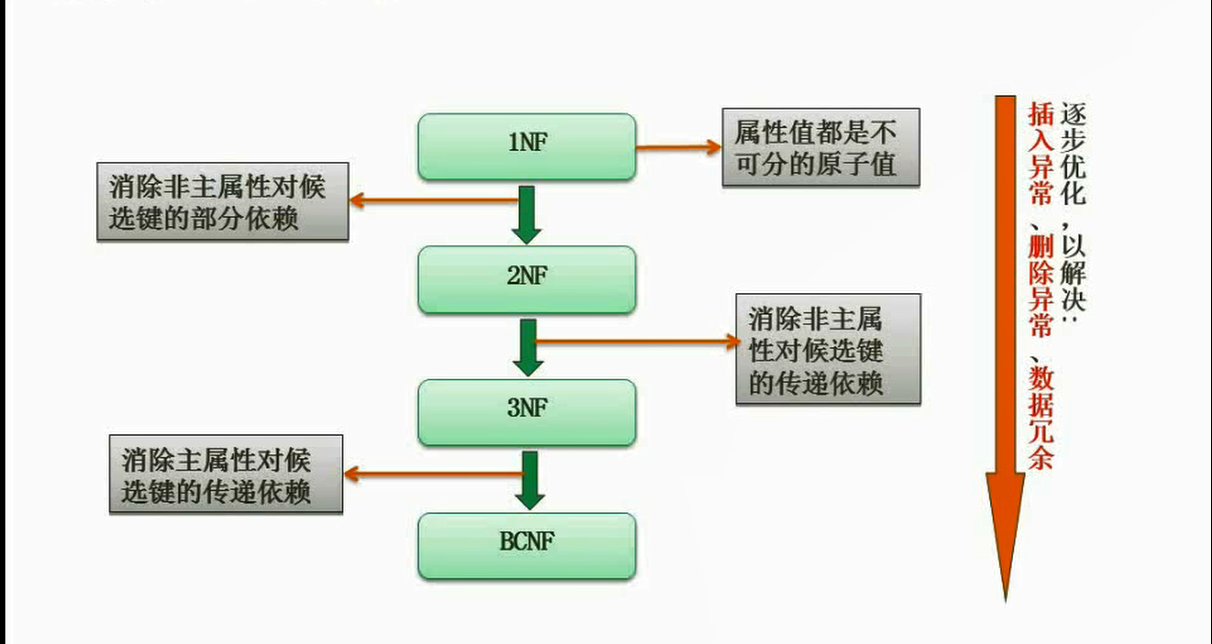 1NF
属性值都是不
可分的原子值
消除非主属性对候
选键的部分依赖
2NF
消除非主属
性对候选键
的传递依赖
3NF
消除主属性对候
选键的传递依赖
BCNF
逐步优化,以解决:
插入异常、删除异常、数据冗余